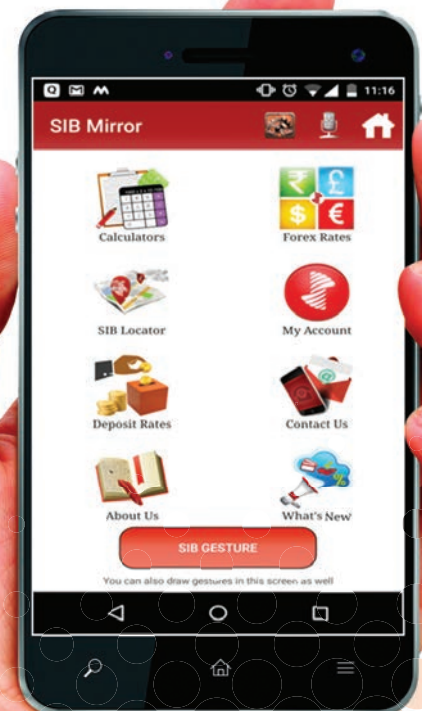 11:16
SIB Mirror
Calculators Forex Rates
SIB Locator My Account
Deposit Rates Contact Us
About Us What's New
SIB GESTURE
You can also draw gestures in this screen as well